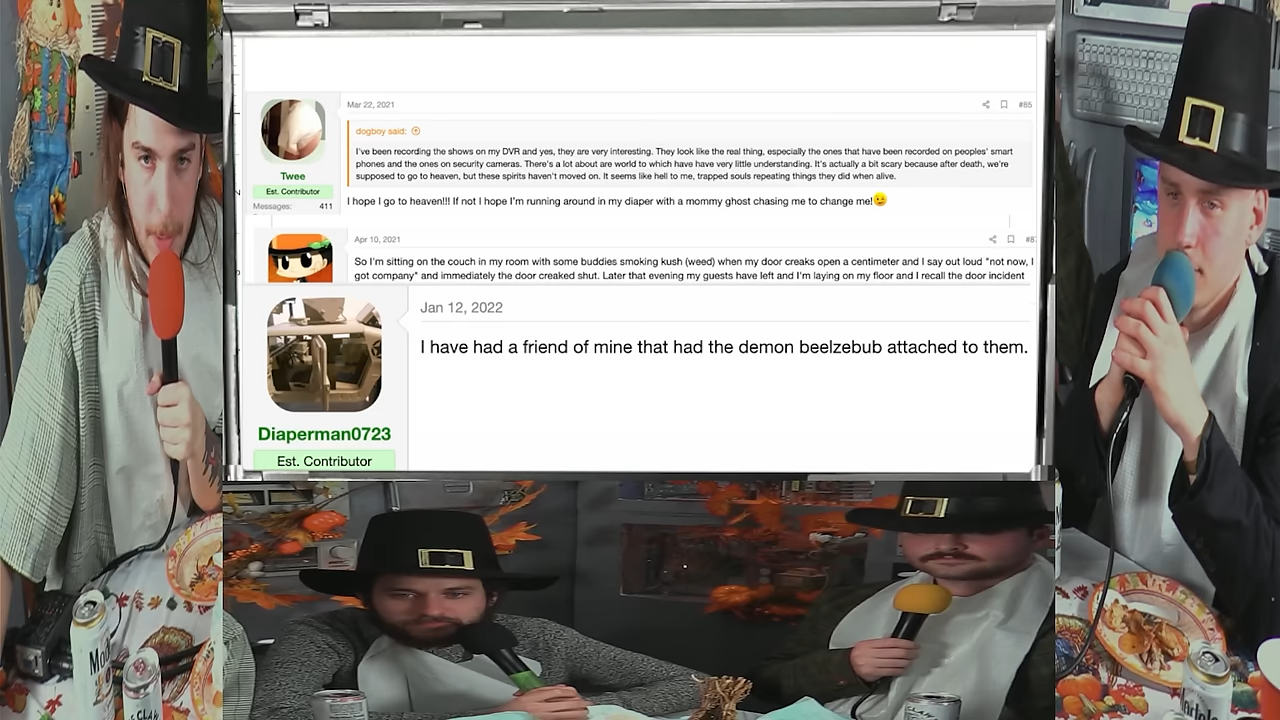 Mar 22, 2021
#85
dogboy said:
I've been recording the shows on my DVR and yes, they are very interesting. They look like the real thing, especially the ones that have been recorded on peoples' smart
phones and the ones on security cameras. There's a lot about are world to which have have very little understanding. It's actually a bit scary because after death, we're
supposed to go to heaven, but these spirits haven't moved on. It seems like hell to me, trapped souls repeating things they did when alive.
Twee
Est. Contributor
Messages: 411
I hope I go to heaven!!! If not I hope I'm running around in my diaper with a mommy ghost chasing me to change me!😉
Apr 10, 2021
#87
So I'm sitting on the couch in my room with some buddies smoking kush (weed) when my door creaks open a centimeter and I say out loud "not now, I
got company" and immediately the door creaked shut. Later that evening my guests have left and I'm laying on my floor and I recall the door incident
Jan 12, 2022
I have had a friend of mine that had the demon beelzebub attached to them.
Diaperman0723
Est. Contributor